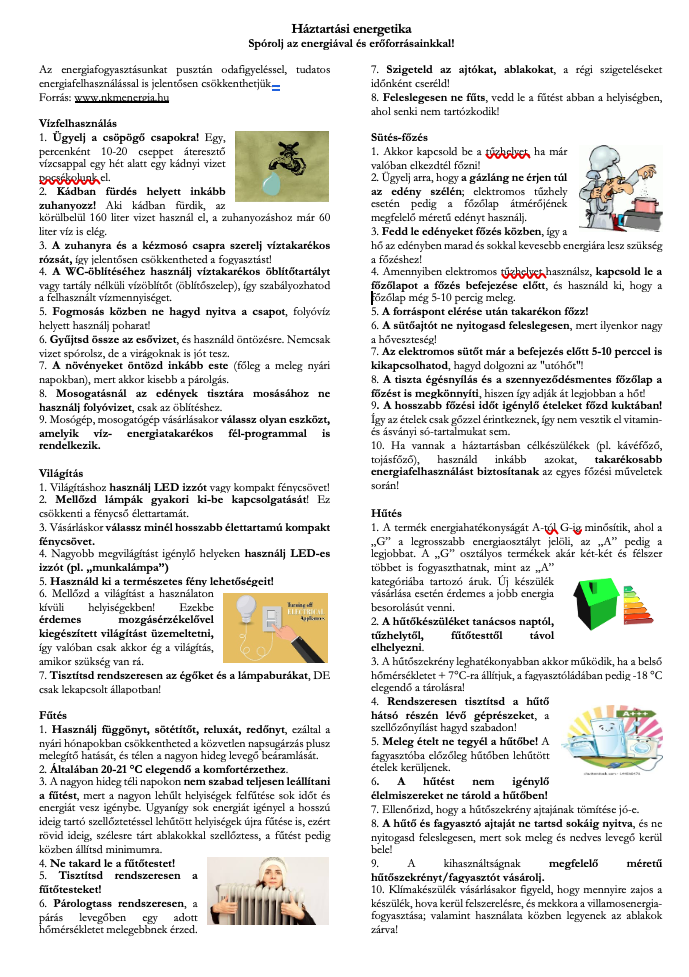 Háztartási energetika
Spórolj az energiával és erőforrásainkkal!
Az energiafogyasztásunkat pusztán odafigyeléssel, tudatos
energiafelhasználással is jelentősen csökkenthetjük.
Forrás: www.nkmenergia.hu
Vízfelhasználás
1. Ügyelj a csöpögő csapokra! Egy,
percenként 10-20 cseppet áteresztő
vízcsappal egy hét alatt egy kádnyi vizet
pocsékolunk el.
2. Kádban fürdés helyett inkább
zuhanyozz! Aki kádban fürdik, az
körülbelül 160 liter vizet használ el, a zuhanyozáshoz már 60
liter víz is elég.
3. A zuhanyra és a kézmosó csapra szerelj víztakarékos
rózsát, így jelentősen csökkentheted a fogyasztást!
4. A WC-öblítéséhez használj víztakarékos öblítőtartályt
vagy tartály nélküli vízöblítőt (öblítőszelep), így szabályozhatod
a felhasznált vízmennyiséget.
5. Fogmosás közben ne hagyd nyitva a csapot, folyóvíz
helyett használj poharat!
6. Gyűjtsd össze az esővizet, és használd öntözésre. Nemcsak
vizet spórolsz, de a virágoknak is jót tesz.
7. A növényeket öntözd inkább este (főleg a meleg nyári
napokban), mert akkor kisebb a párolgás.
8. Mosogatásnál az edények tisztára mosásához ne
használj folyóvizet, csak az öblítéshez.
9. Mosógép, mosogatógép vásárlásakor válassz olyan eszközt,
amelyik víz- energiatakarékos fél-programmal is
rendelkezik.
Világítás
1. Világításhoz használj LED izzót vagy kompakt fénycsövet!
2. Mellőzd lámpák gyakori ki-be kapcsolgatását! Ez
csökkenti a fénycső élettartamát.
3. Vásárláskor válassz minél hosszabb élettartamú kompakt
fénycsövet.
4. Nagyobb megvilágítást igénylő helyeken használj LED-es
izzót (pl. „munkalámpa”)
5. Használd ki a természetes fény lehetőségeit!
6. Mellőzd a világítást a használaton
kívüli helyiségekben! Ezekbe
érdemes mozgásérzékelővel
kiegészített világítást üzemeltetni,
így valóban csak akkor ég a világítás,
amikor szükség van rá.
Turning off
ELECTRICAL
Appliances
7. Tisztítsd rendszeresen az égőket és a lámpaburákat, DE
csak lekapcsolt állapotban!
Fűtés
1. Használj függönyt, sötétítőt, reluxát, redőnyt, ezáltal a
nyári hónapokban csökkentheted a közvetlen napsugárzás plusz
melegítő hatását, és télen a nagyon hideg levegő beáramlását.
2. Általában 20-21 °C elegendő a komfortérzethez.
3. A nagyon hideg téli napokon nem szabad teljesen leállítani
a fűtést, mert a nagyon lehűlt helyiségek felfűtése sok időt és
energiát vesz igénybe. Ugyanígy sok energiát igényel a hosszú
ideig tartó szellőztetéssel lehűtött helyiségek újra fűtése is, ezért
rövid ideig, szélesre tárt ablakokkal szellőztess, a fűtést pedig
közben állítsd minimumra.
4. Ne takard le a fűtőtestet!
5. Tisztítsd rendszeresen a
fűtőtesteket!
6. Párologtass rendszeresen, a
párás levegőben egy adott
hőmérsékletet melegebbnek érzed.
7. Szigeteld az ajtókat, ablakokat, a régi szigeteléseket
időnként cseréld!
8. Feleslegesen ne fűts, vedd le a fűtést abban a helyiségben,
ahol senki nem tartózkodik!
Sütés-főzés
1. Akkor kapcsold be a tűzhelyet, ha már
valóban elkezdtél főzni!
2. Ügyelj arra, hogy a gázláng ne érjen túl
az edény szélén; elektromos tűzhely
esetén pedig a főzőlap átmérőjének
megfelelő méretű edényt használj.
3. Fedd le edényeket főzés közben, így a
hő az edényben marad és sokkal kevesebb energiára lesz szükség
a főzéshez!
4. Amennyiben elektromos tűzhelyet használsz, kapcsold le a
főzőlapot a főzés befejezése előtt, és használd ki, hogy a
főzőlap még 5-10 percig meleg.
5. A forráspont elérése után takarékon főzz!
6. A sütőajtót ne nyitogasd feleslegesen, mert ilyenkor nagy
a hőveszteség!
7. Az elektromos sütőt már a befejezés előtt 5-10 perccel is
kikapcsolhatod, hagyd dolgozni az "utóhőt"!
8. A tiszta égésnyílás és a szennyeződésmentes főzőlap a
főzést is megkönnyíti, hiszen így adják át legjobban a hőt!
9. A hosszabb főzési időt igénylő ételeket főzd kuktában!
Így az ételek csak gőzzel érintkeznek, így nem vesztik el vitamin-
és ásványi só-tartalmukat sem.
10. Ha vannak a háztartásban célkészülékek (pl. kávéfőző,
tojásfőző), használd inkább azokat, takarékosabb
energiafelhasználást biztosítanak az egyes főzési műveletek
során!
Hűtés
1. A termék energiahatékonyságát A-tól G-ig minősítik, ahol a
„G” a legrosszabb energiaosztályt jelöli, az „A” pedig a
legjobbat. A „G” osztályos termékek akár két-két és félszer
többet is fogyaszthatnak, mint az „A”
kategóriába tartozó áruk. Új készülék
vásárlása esetén érdemes a jobb energia
besorolását venni.
2. A hűtőkészüléket tanácsos naptól,
tűzhelytől, fűtőtesttől távol
elhelyezni.
3. A hűtőszekrény leghatékonyabban akkor működik, ha a belső
hőmérséklet + 7°C-ra állítjuk, a fagyasztóládában pedig -18 °C
elegendő a tárolásra!
4. Rendszeresen tisztítsd a hűtő
hátsó részén lévő gépréseket, a
szellőzőnyílást hagyd szabadon!
5. Meleg ételt ne tegyél a hűtőbe! A
fagyasztóba előzőleg hűtőben lehűtött
ételek kerüljenek.
6. A hűtést nem igénylő
élelmiszereket ne tárold a hűtőben!
A+++
7. Ellenőrizd, hogy a hűtőszekrény ajtajának tömítése jó-e.
8. A hűtő és fagyasztó ajtaját ne tartsd sokáig nyitva, és ne
nyitogasd feleslegesen, mert sok meleg és nedves levegő kerül
bele!
9. A kihasználtságnak megfelelő méretű
hűtőszekrényt/fagyasztót vásárolj.
10. Klímakészülék vásárlásakor figyeld, hogy mennyire zajos a
készülék, hova kerül felszerelésre, és mekkora a villamosenergia-
fogyasztása; valamint használata közben legyenek az ablakok
zárva!